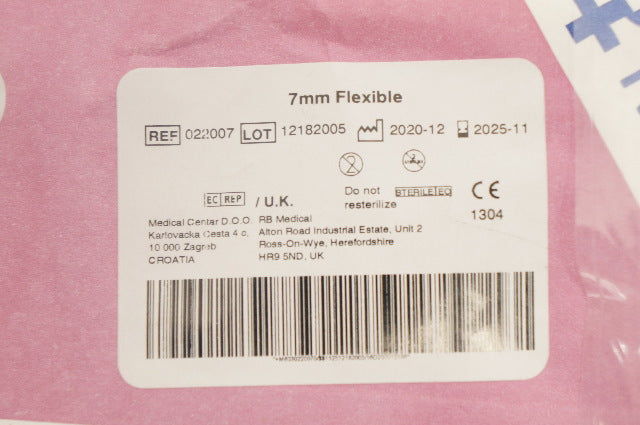 7mm Flexible
REF 022007 LOT 12182005 2020-12 2025-11
2
EC REP / U.K. Do not resterilize STERILE EO CE 1304
Medical Centar D.O.O. RB Medical
Karlovacka Cesta 4 c, Alton Road Industrial Estate, Unit 2
10 000 Zagreb Ross-On-Wye, Herefordshire
CROATIA HR9 5ND, UK